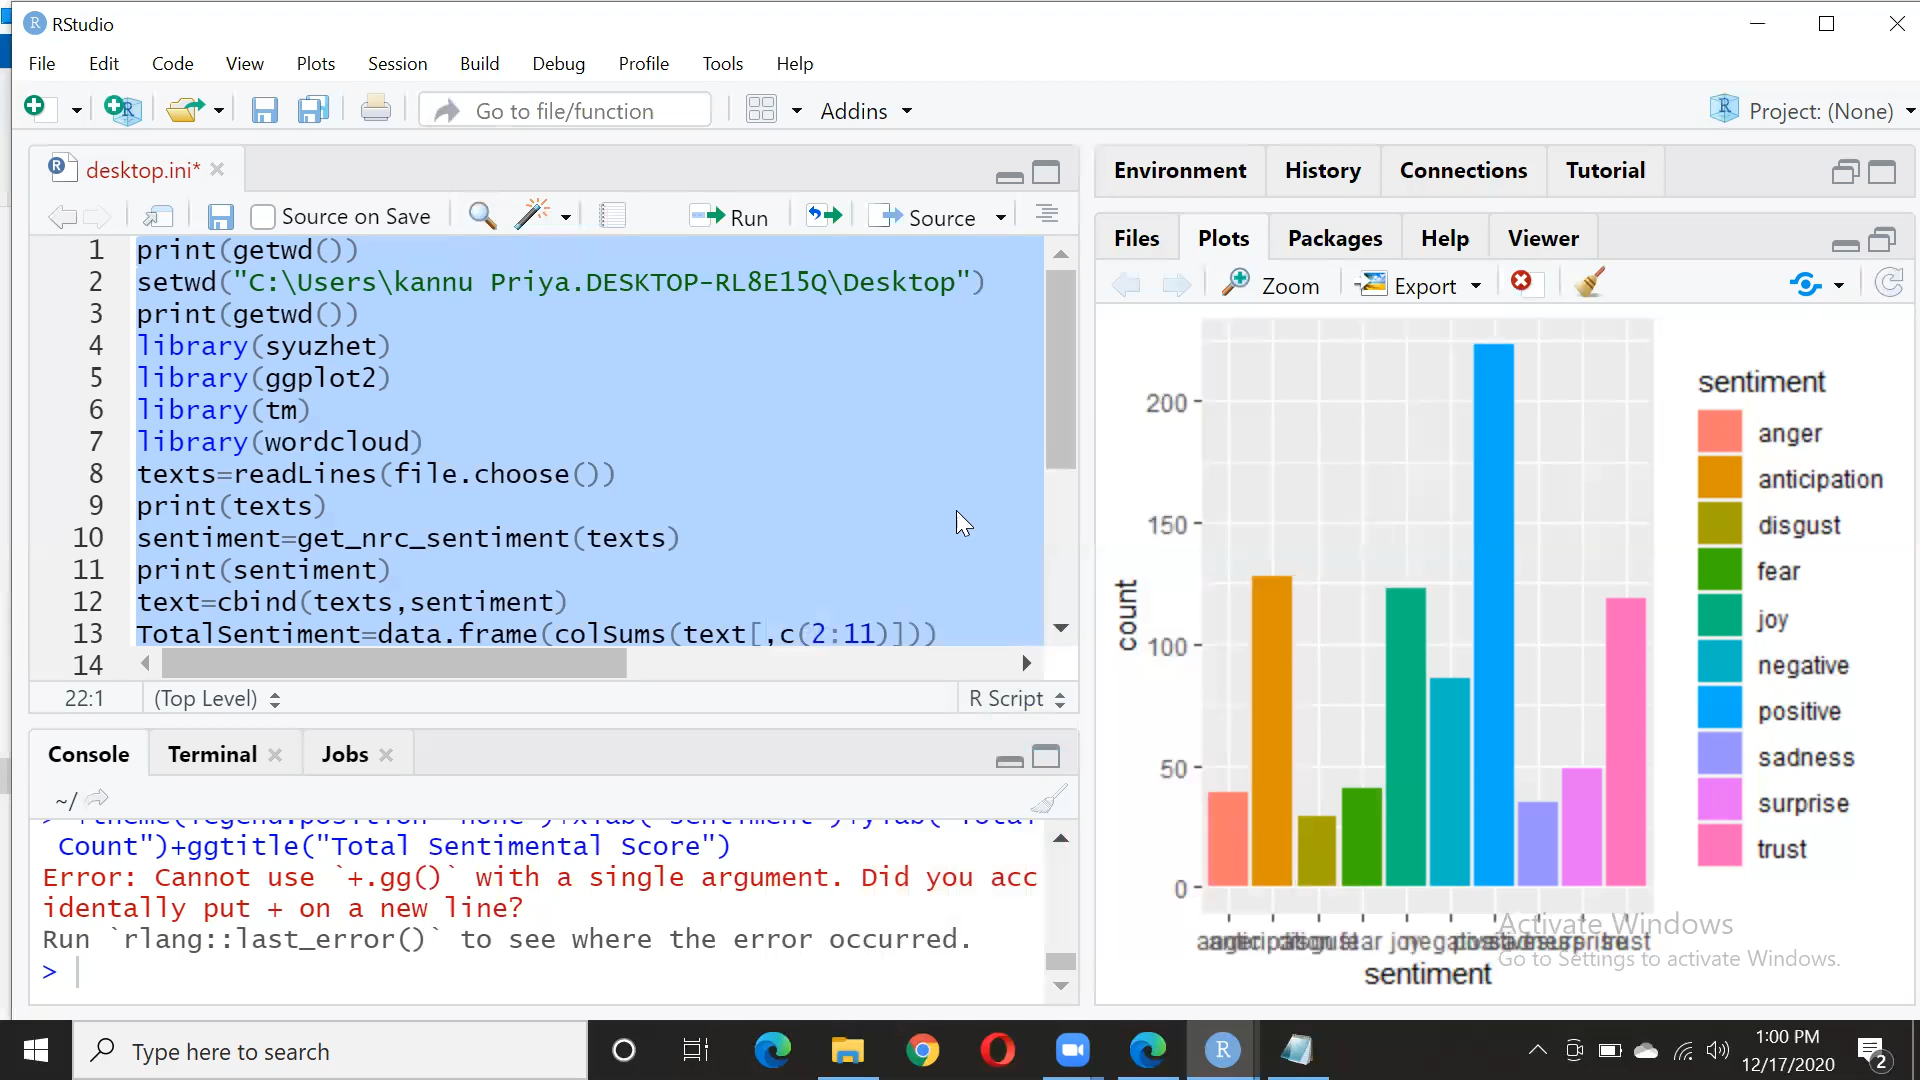 RStudio
File Edit Code View Plots Session Build Debug Profile Tools Help
Go to file/function Addins Project: (None)
desktop.ini*
Source on Save Run Source
1 print(getwd())
2 setwd("C:\Users\kannu Priya.DESKTOP-RL8E15Q\Desktop")
3 print(getwd())
4 library(syuzhet)
5 library(ggplot2)
6 library(tm)
7 library(wordcloud)
8 texts=readLines(file.choose())
9 print(texts)
10 sentiment=get_nrc_sentiment(texts)
11 print(sentiment)
12 text=cbind(texts,sentiment)
13 TotalSentiment=data.frame(colSums(text[,c(2:11)]))
14
22:1 (Top Level) R Script
Console Terminal Jobs
~/
Count")+ggtitle("Total Sentimental Score")
Error: Cannot use `+.gg()` with a single argument. Did you acc
identally put + on a new line?
Run `rlang::last_error()` to see where the error occurred.
>
Environment History Connections Tutorial
Files Plots Packages Help Viewer
Zoom Export
200
150
100
50
0
count
sentiment
sentiment
anger
anticipation
disgust
fear
joy
negative
positive
sadness
surprise
trust
Activate Windows
Go to Settings to activate Windows.
Type here to search
1:00 PM
12/17/2020
2